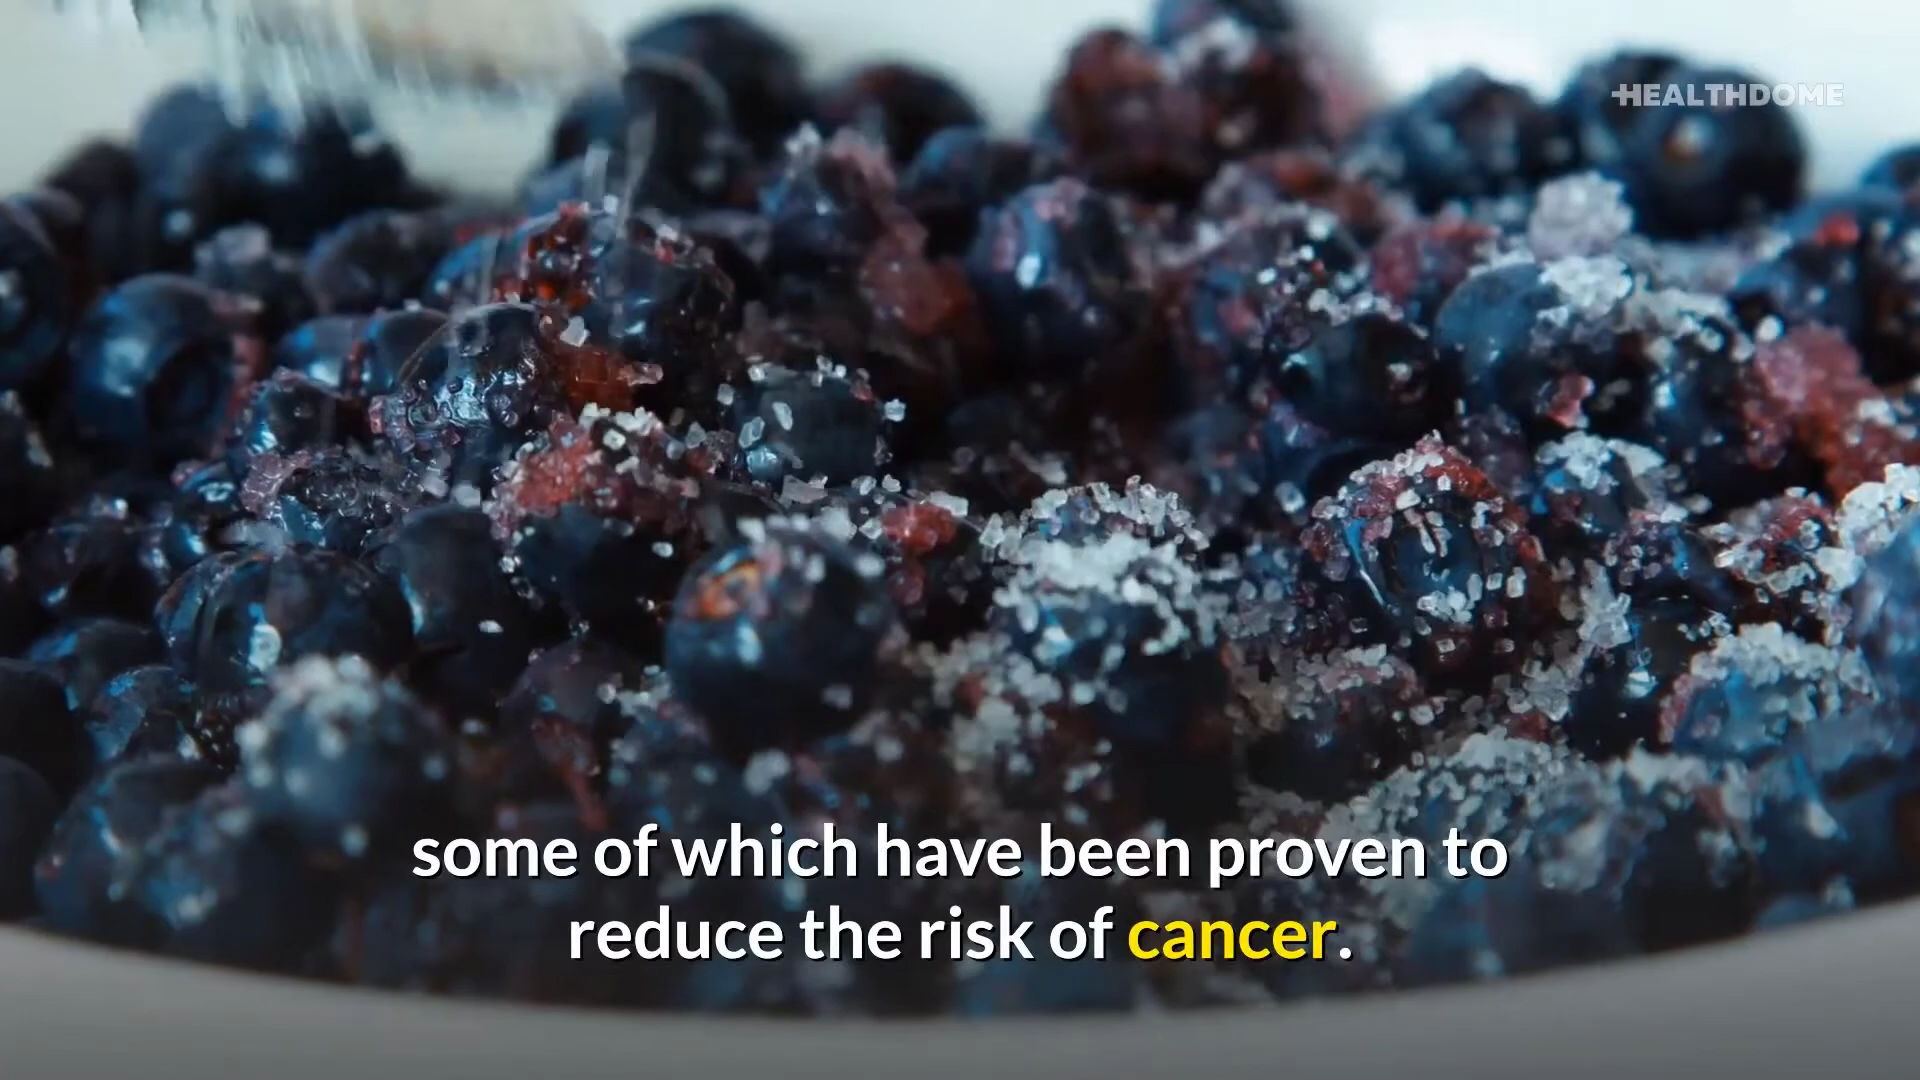 HEALTHDOME
some of which have been proven to
reduce the risk of cancer.